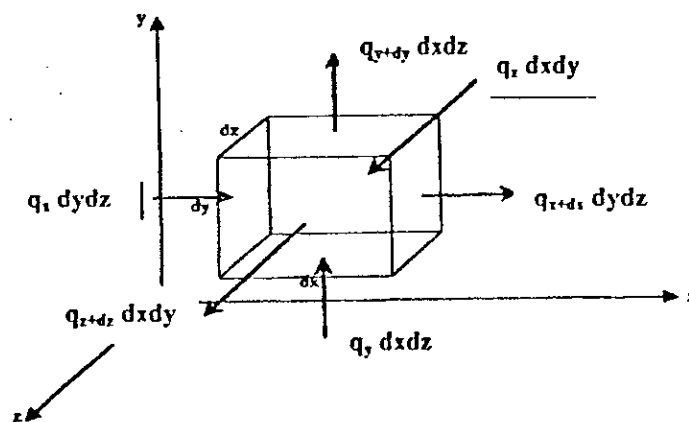 y
q_{y+dy} dxdz
q_z dxdy
dz
q_x dydz
dy
q_{x+dx} dydz
dx
q_{z+dz} dxdy
q_y dxdz
z